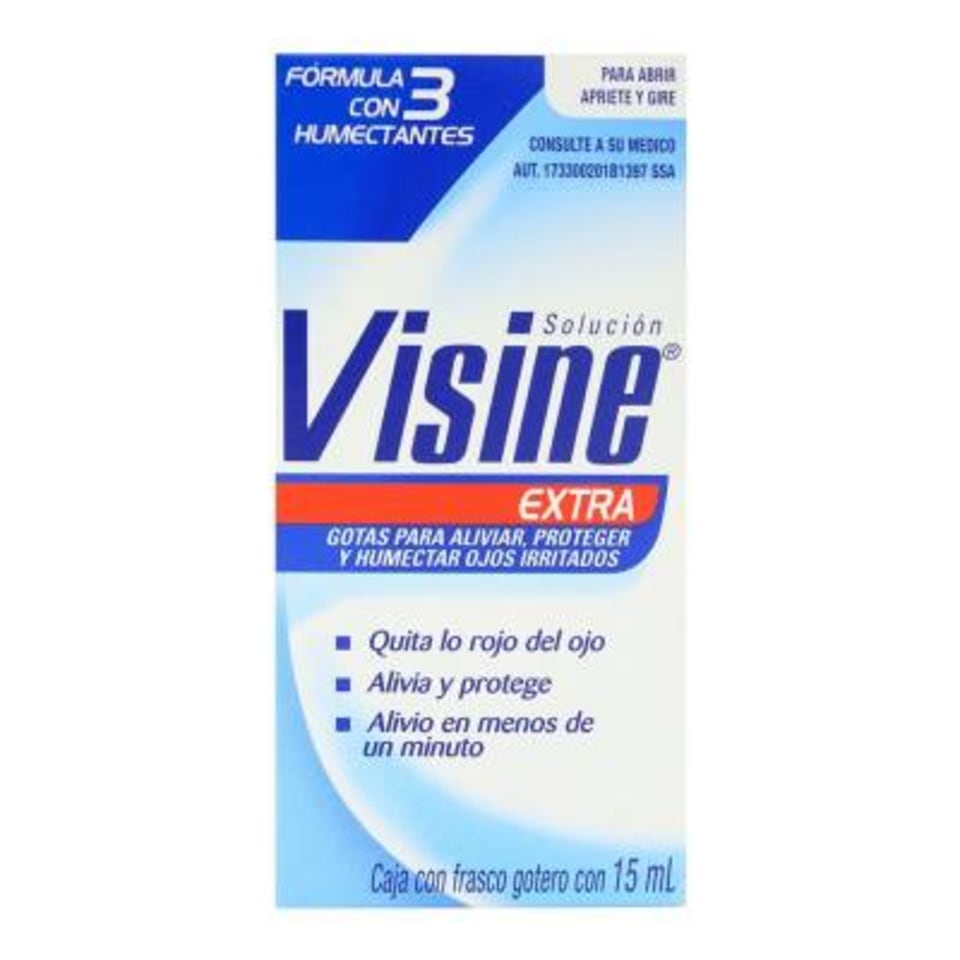 FÓRMULA
CON 3
HUMECTANTES
PARA ABRIR
APRIETE Y GIRE
CONSULTE A SU MEDICO
AUT. 173300201B1397 SSA
Solución
Visine®
EXTRA
GOTAS PARA ALIVIAR, PROTEGER
Y HUMECTAR OJOS IRRITADOS
Quita lo rojo del ojo
Alivia y protege
Alivio en menos de
un minuto
Caja con frasco gotero con 15 mL